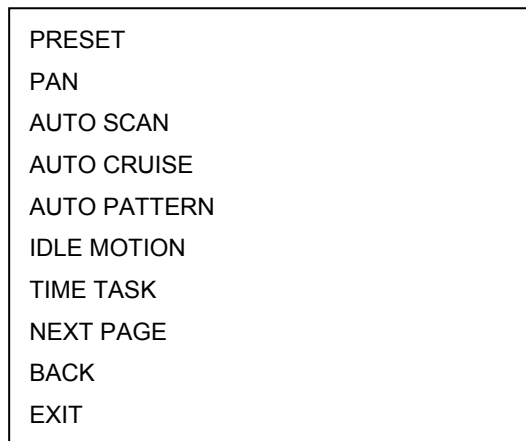 PRESET
PAN
AUTO SCAN
AUTO CRUISE
AUTO PATTERN
IDLE MOTION
TIME TASK
NEXT PAGE
BACK
EXIT